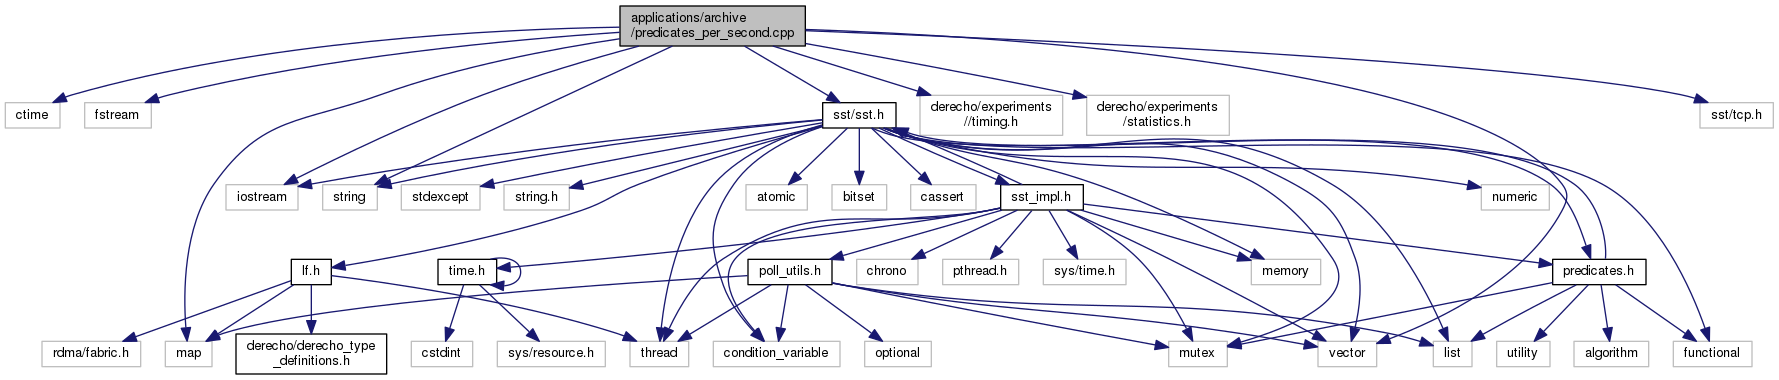 applications/archive
/predicates_per_second.cpp
ctime
fstream
sst/sst.h
derecho/experiments
//timing.h
derecho/experiments
/statistics.h
sst/tcp.h
iostream
string
stdexcept
string.h
atomic
bitset
cassert
sst_impl.h
numeric
lf.h
time.h
poll_utils.h
chrono
pthread.h
sys/time.h
memory
predicates.h
rdma/fabric.h
map
derecho/derecho_type
_definitions.h
cstdint
sys/resource.h
thread
condition_variable
optional
mutex
vector
list
utility
algorithm
functional